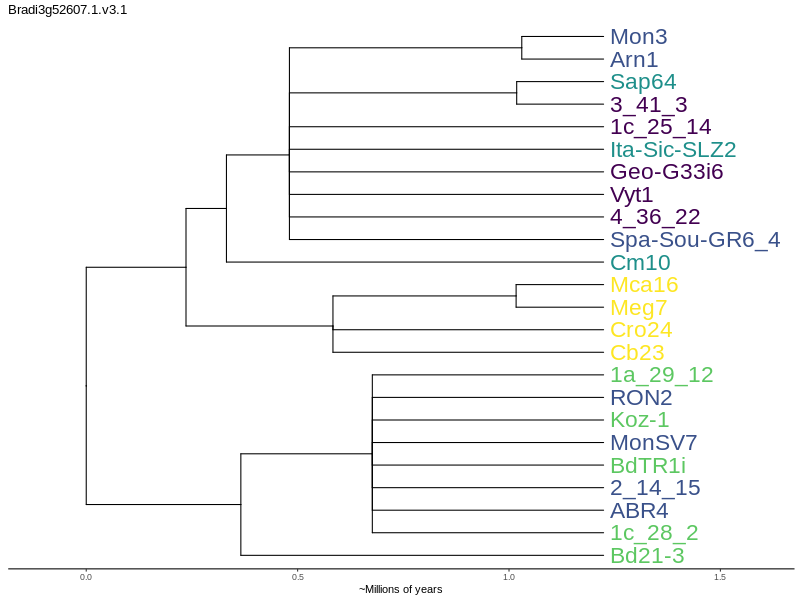 Bradi3g52607.1.v3.1
Mon3
Arn1
Sap64
3_41_3
1c_25_14
Ita-Sic-SLZ2
Geo-G33i6
Vyt1
4_36_22
Spa-Sou-GR6_4
Cm10
Mca16
Meg7
Cro24
Cb23
1a_29_12
RON2
Koz-1
MonSV7
BdTR1i
2_14_15
ABR4
1c_28_2
Bd21-3
0.0 0.5 1.0 1.5
~Millions of years